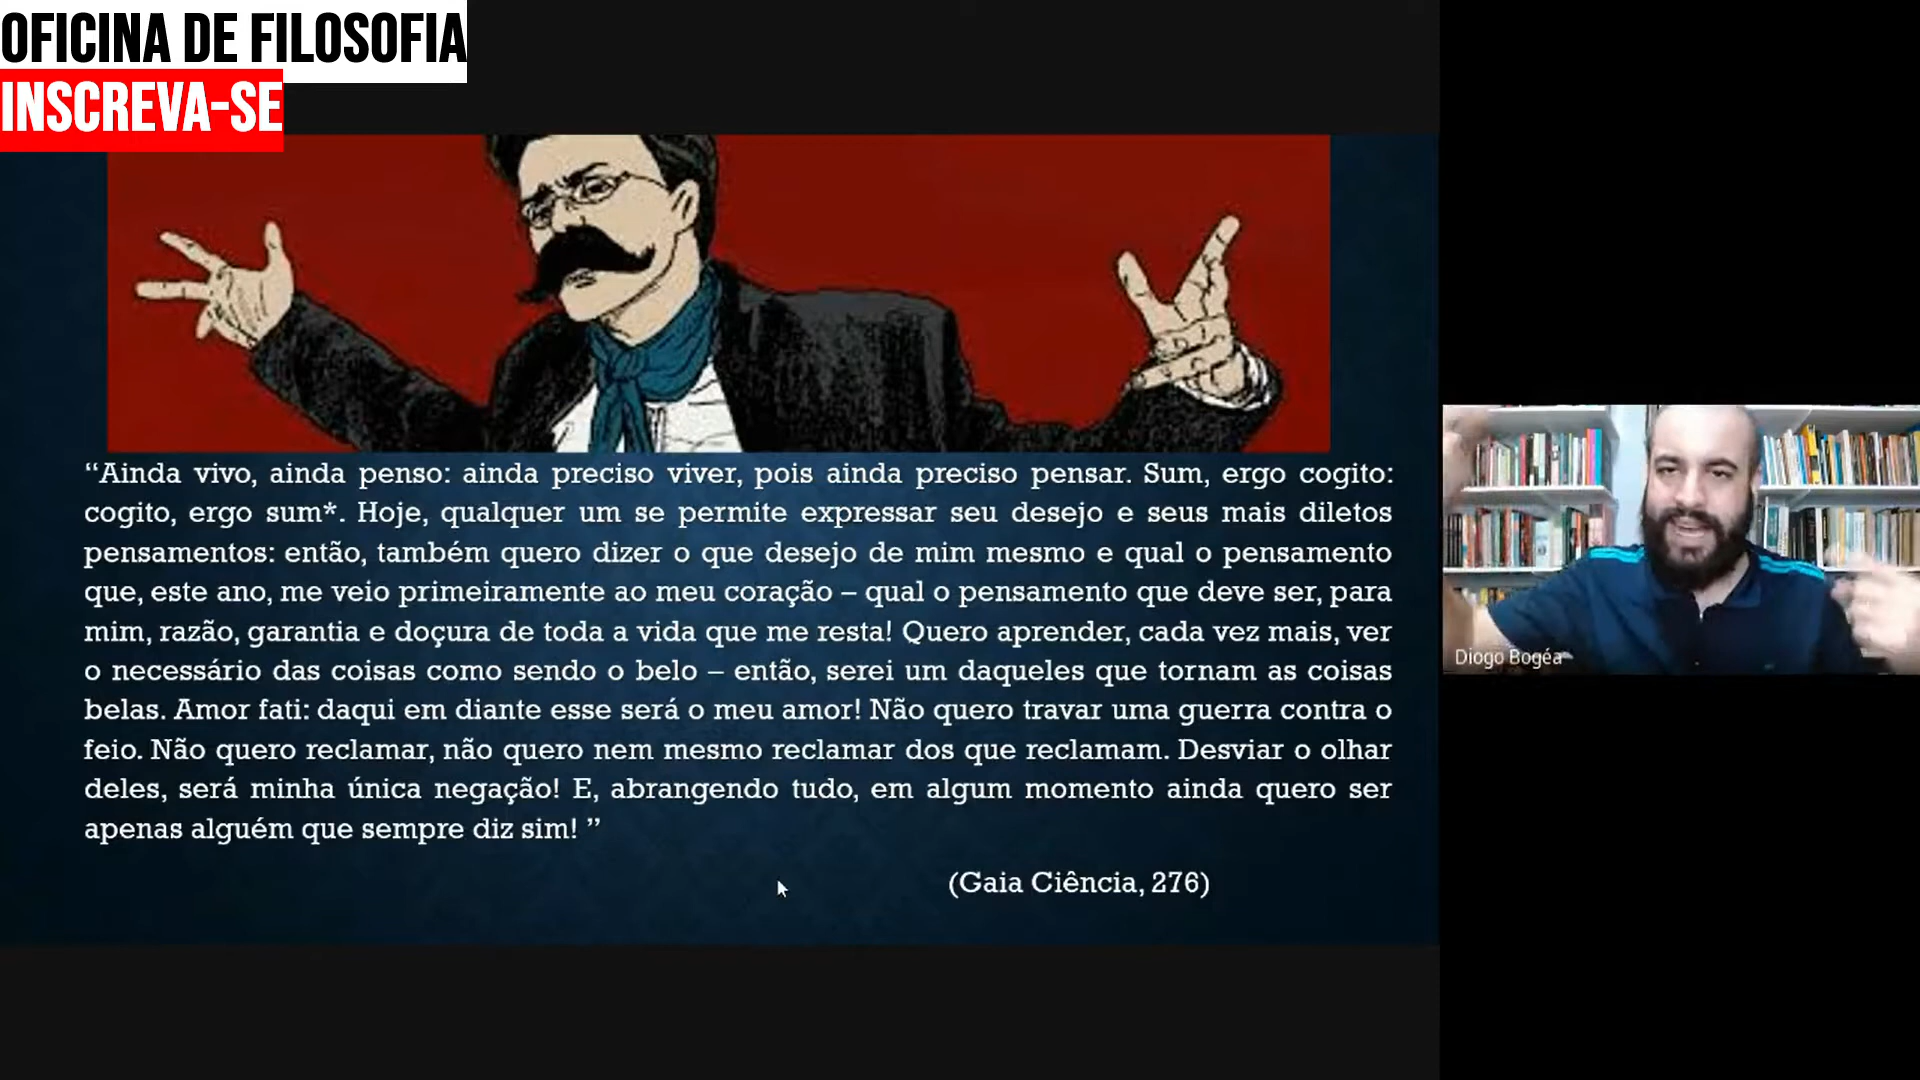 OFICINA DE FILOSOFIA
INSCREVA-SE
“Ainda vivo, ainda penso: ainda preciso viver, pois ainda preciso pensar. Sum, ergo cogito:
cogito, ergo sum*. Hoje, qualquer um se permite expressar seu desejo e seus mais diletos
pensamentos: então, também quero dizer o que desejo de mim mesmo e qual o pensamento
que, este ano, me veio primeiramente ao meu coração – qual o pensamento que deve ser, para
mim, razão, garantia e doçura de toda a vida que me resta! Quero aprender, cada vez mais, ver
o necessário das coisas como sendo o belo – então, serei um daqueles que tornam as coisas
belas. Amor fati: daqui em diante esse será o meu amor! Não quero travar uma guerra contra o
feio. Não quero reclamar, não quero nem mesmo reclamar dos que reclamam. Desviar o olhar
deles, será minha única negação! E, abrangendo tudo, em algum momento ainda quero ser
apenas alguém que sempre diz sim! ”
(Gaia Ciência, 276)
Diogo Bogéa